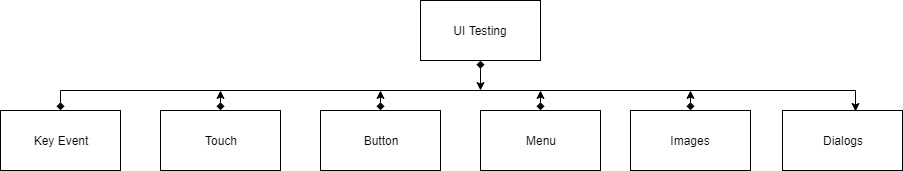 UI Testing
Key Event
Touch
Button
Menu
Images
Dialogs